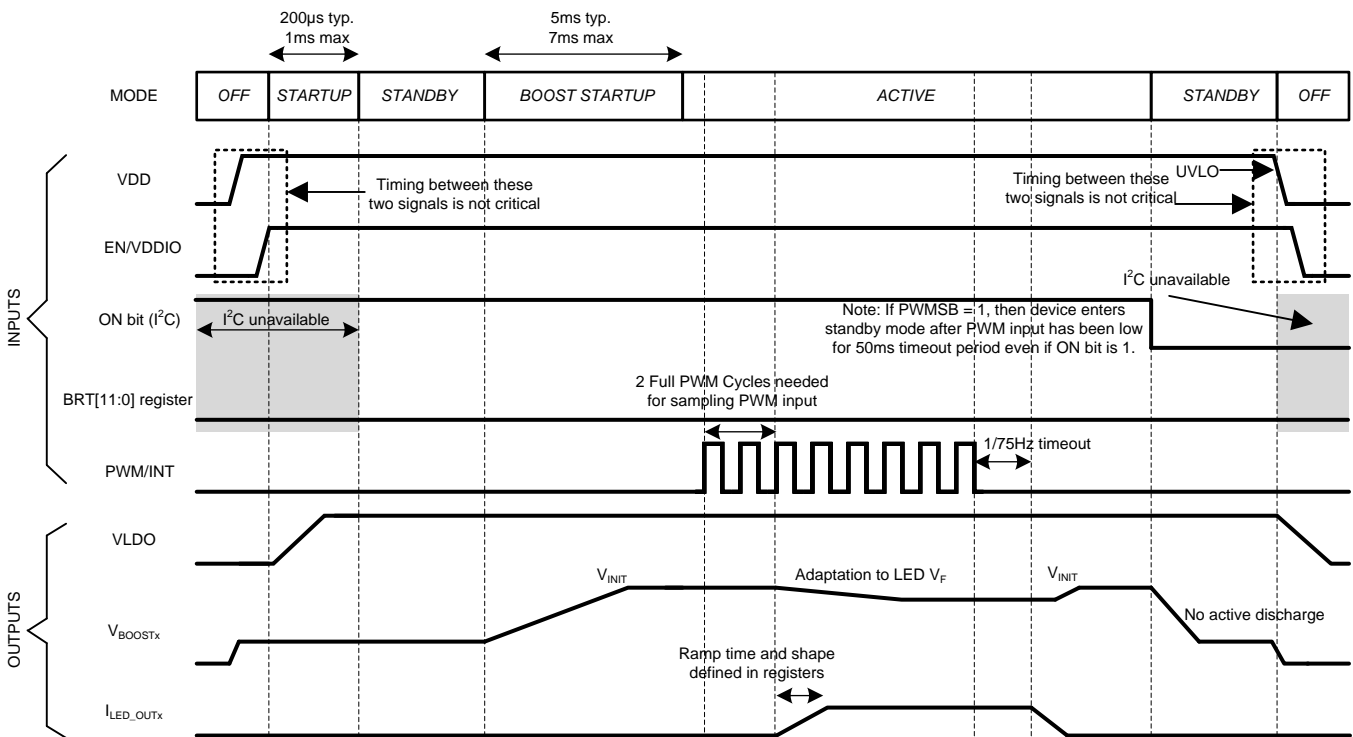 200µs typ.
1ms max
5ms typ.
7ms max
MODE
OFF
STARTUP
STANDBY
BOOST STARTUP
ACTIVE
STANDBY
OFF
INPUTS
VDD
Timing between these
two signals is not critical
Timing between these
two signals is not critical
UVLO
EN/VDDIO
I²C unavailable
ON bit (I²C)
I²C unavailable
Note: If PWMSB = 1, then device enters
standby mode after PWM input has been low
for 50ms timeout period even if ON bit is 1.
2 Full PWM Cycles needed
for sampling PWM input
BRT[11:0] register
1/75Hz timeout
PWM/INT
OUTPUTS
VLDO
VINIT
Adaptation to LED VF
VINIT
VBOOSTx
No active discharge
Ramp time and shape
defined in registers
ILED_OUTx